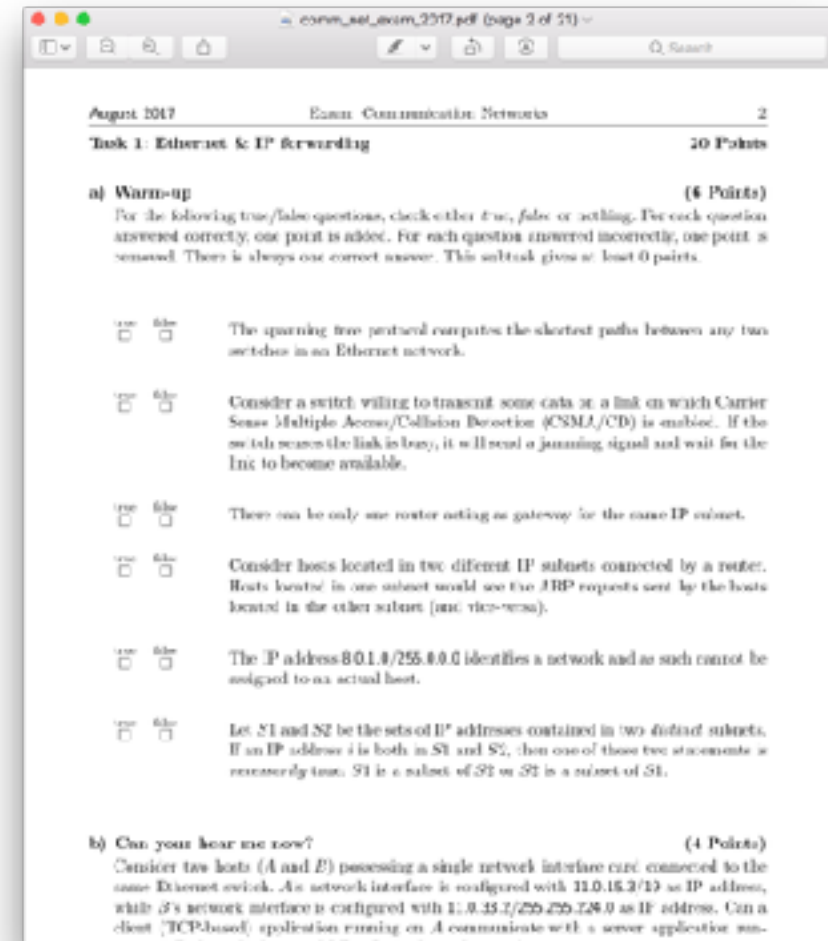 comm_net_exam_2017.pdf (page 2 of 21)
Search
August 2017 Exam: Communication Networks 2
Task 1: Ethernet & IP forwarding 20 Points
a) Warm-up (6 Points)
For the following true/false questions, check either true, false or nothing. For each question
answered correctly, one point is added. For each question answered incorrectly, one point is
removed. There is always one correct answer. This subtask gives at least 0 points.
true false The spanning tree protocol computes the shortest paths between any two
switches in an Ethernet network.
true false Consider a switch willing to transmit some data on a link on which Carrier
Sense Multiple Access/Collision Detection (CSMA/CD) is enabled. If the
switch senses the link is busy, it will send a jamming signal and wait for the
link to become available.
true false There can be only one router acting as gateway for the same IP subnet.
true false Consider hosts located in two different IP subnets connected by a router.
Hosts located in one subnet would see the ARP requests sent by the hosts
located in the other subnet (and vice-versa).
true false The IP address 8.0.1.0/255.0.0.0 identifies a network and as such cannot be
assigned to an actual host.
true false Let S1 and S2 be the sets of IP addresses contained in two distinct subnets.
If an IP address i is both in S1 and S2, then one of these two statements is
necessarily true: S1 is a subset of S2 or S2 is a subset of S1.
b) Can your hear me now? (4 Points)
Consider two hosts (A and B) possessing a single network interface card connected to the
same Ethernet switch. A's network interface is configured with as IP address,
while B's network interface is configured with as IP address. Can a
client (TCP-based) application running on A communicate with a server application run-